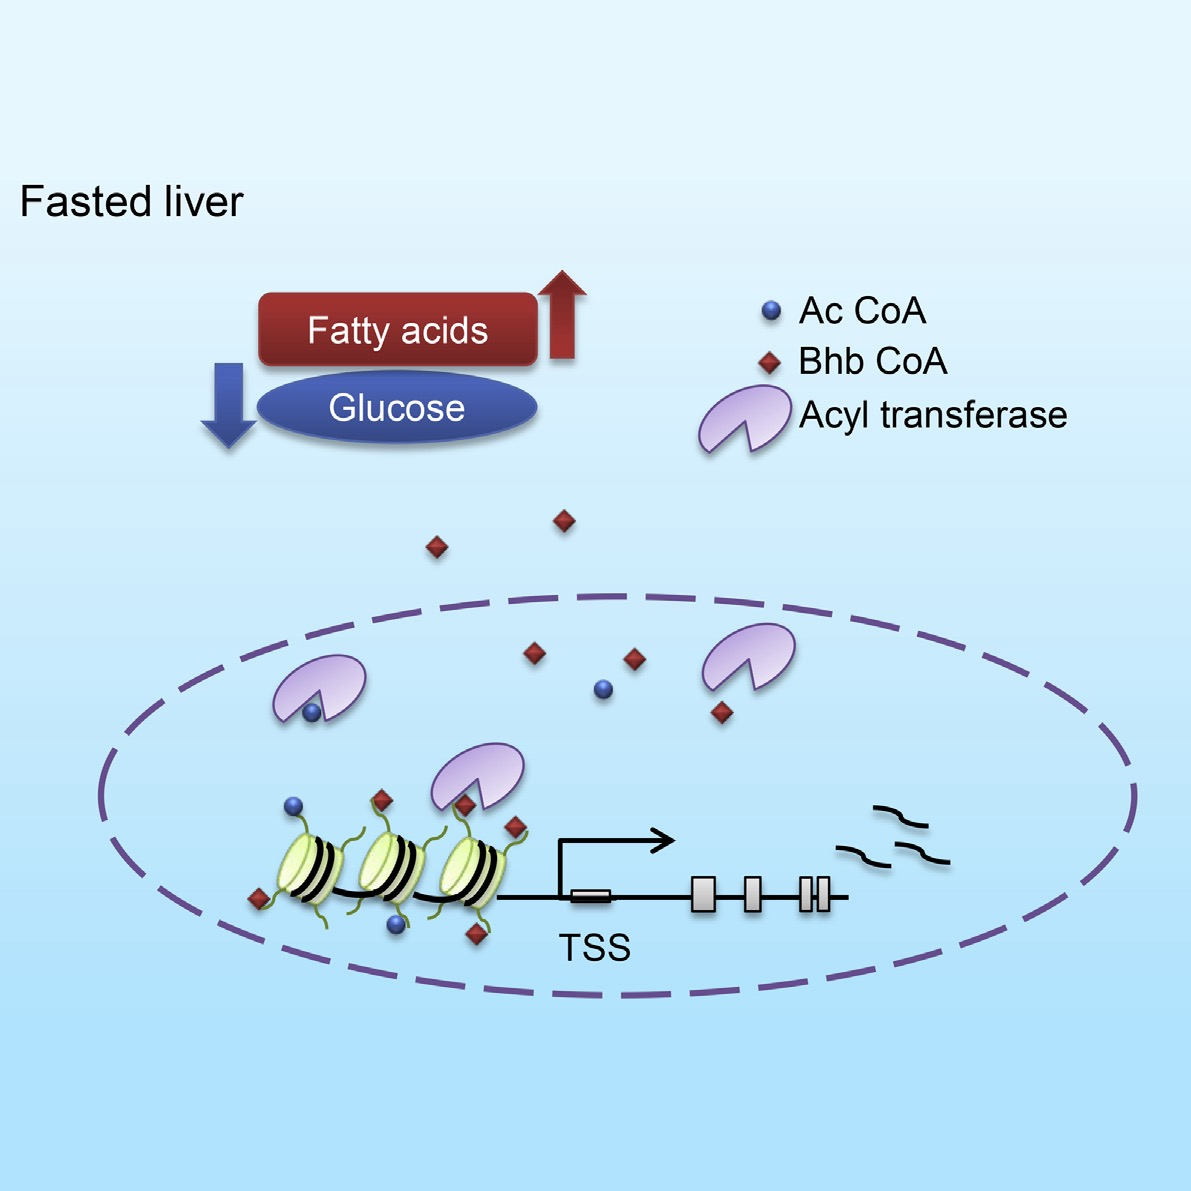 Fasted liver
Fatty acids
Glucose
Ac CoA
Bhb CoA
Acyl transferase
TSS